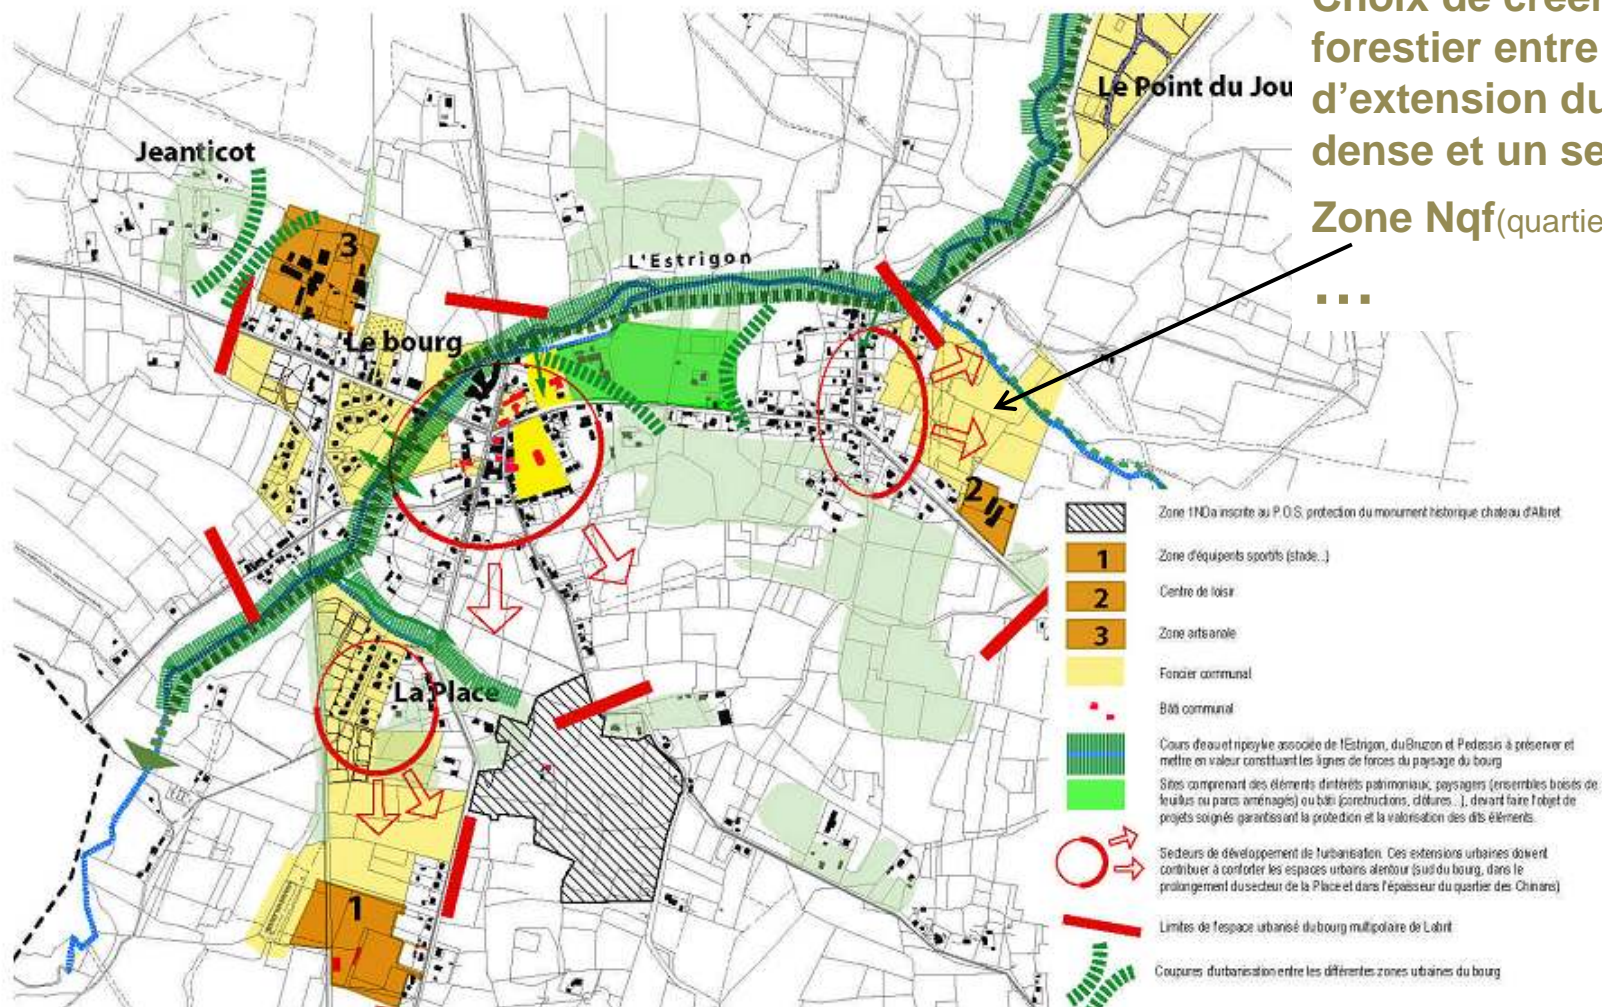 Choix de créer
forestier entre
d'extension du
dense et un se
Zone Nqf(quartie
...
Le Point du Jou
Jeanticot
3
L'Estrigon
Le bourg
2
La Place
1
Zone 1NDa inscrite au P.O.S. protection du monument historique chateau d'Albret
1 Zone d'équipents sportifs (stade...)
2 Centre de loisir
3 Zone artisanale
Foncier communal
Bâti communal
Cours d'eau et ripisylve associée de l'Estrigon, du Bruzon et Pedessis à préserver et
mettre en valeur constituant les lignes de forces du paysage du bourg
Sites comprenant des éléments d'intérêts patrimoniaux, paysagers (ensembles boisés de
feuillus ou parcs aménagés) ou bâti (constructions, clôtures...), devant faire l'objet de
projets soignés garantissant la protection et la valorisation des dits éléments.
Secteurs de développement de l'urbanisation. Ces extensions urbaines doivent
contribuer à conforter les espaces urbains alentour (sud du bourg, dans le
prolongement du secteur de la Place et dans l'épaisseur du quartier des Chinans)
Limites de l'espace urbanisé du bourg multipolaire de Labrit
Coupures d'urbanisation entre les différentes zones urbaines du bourg